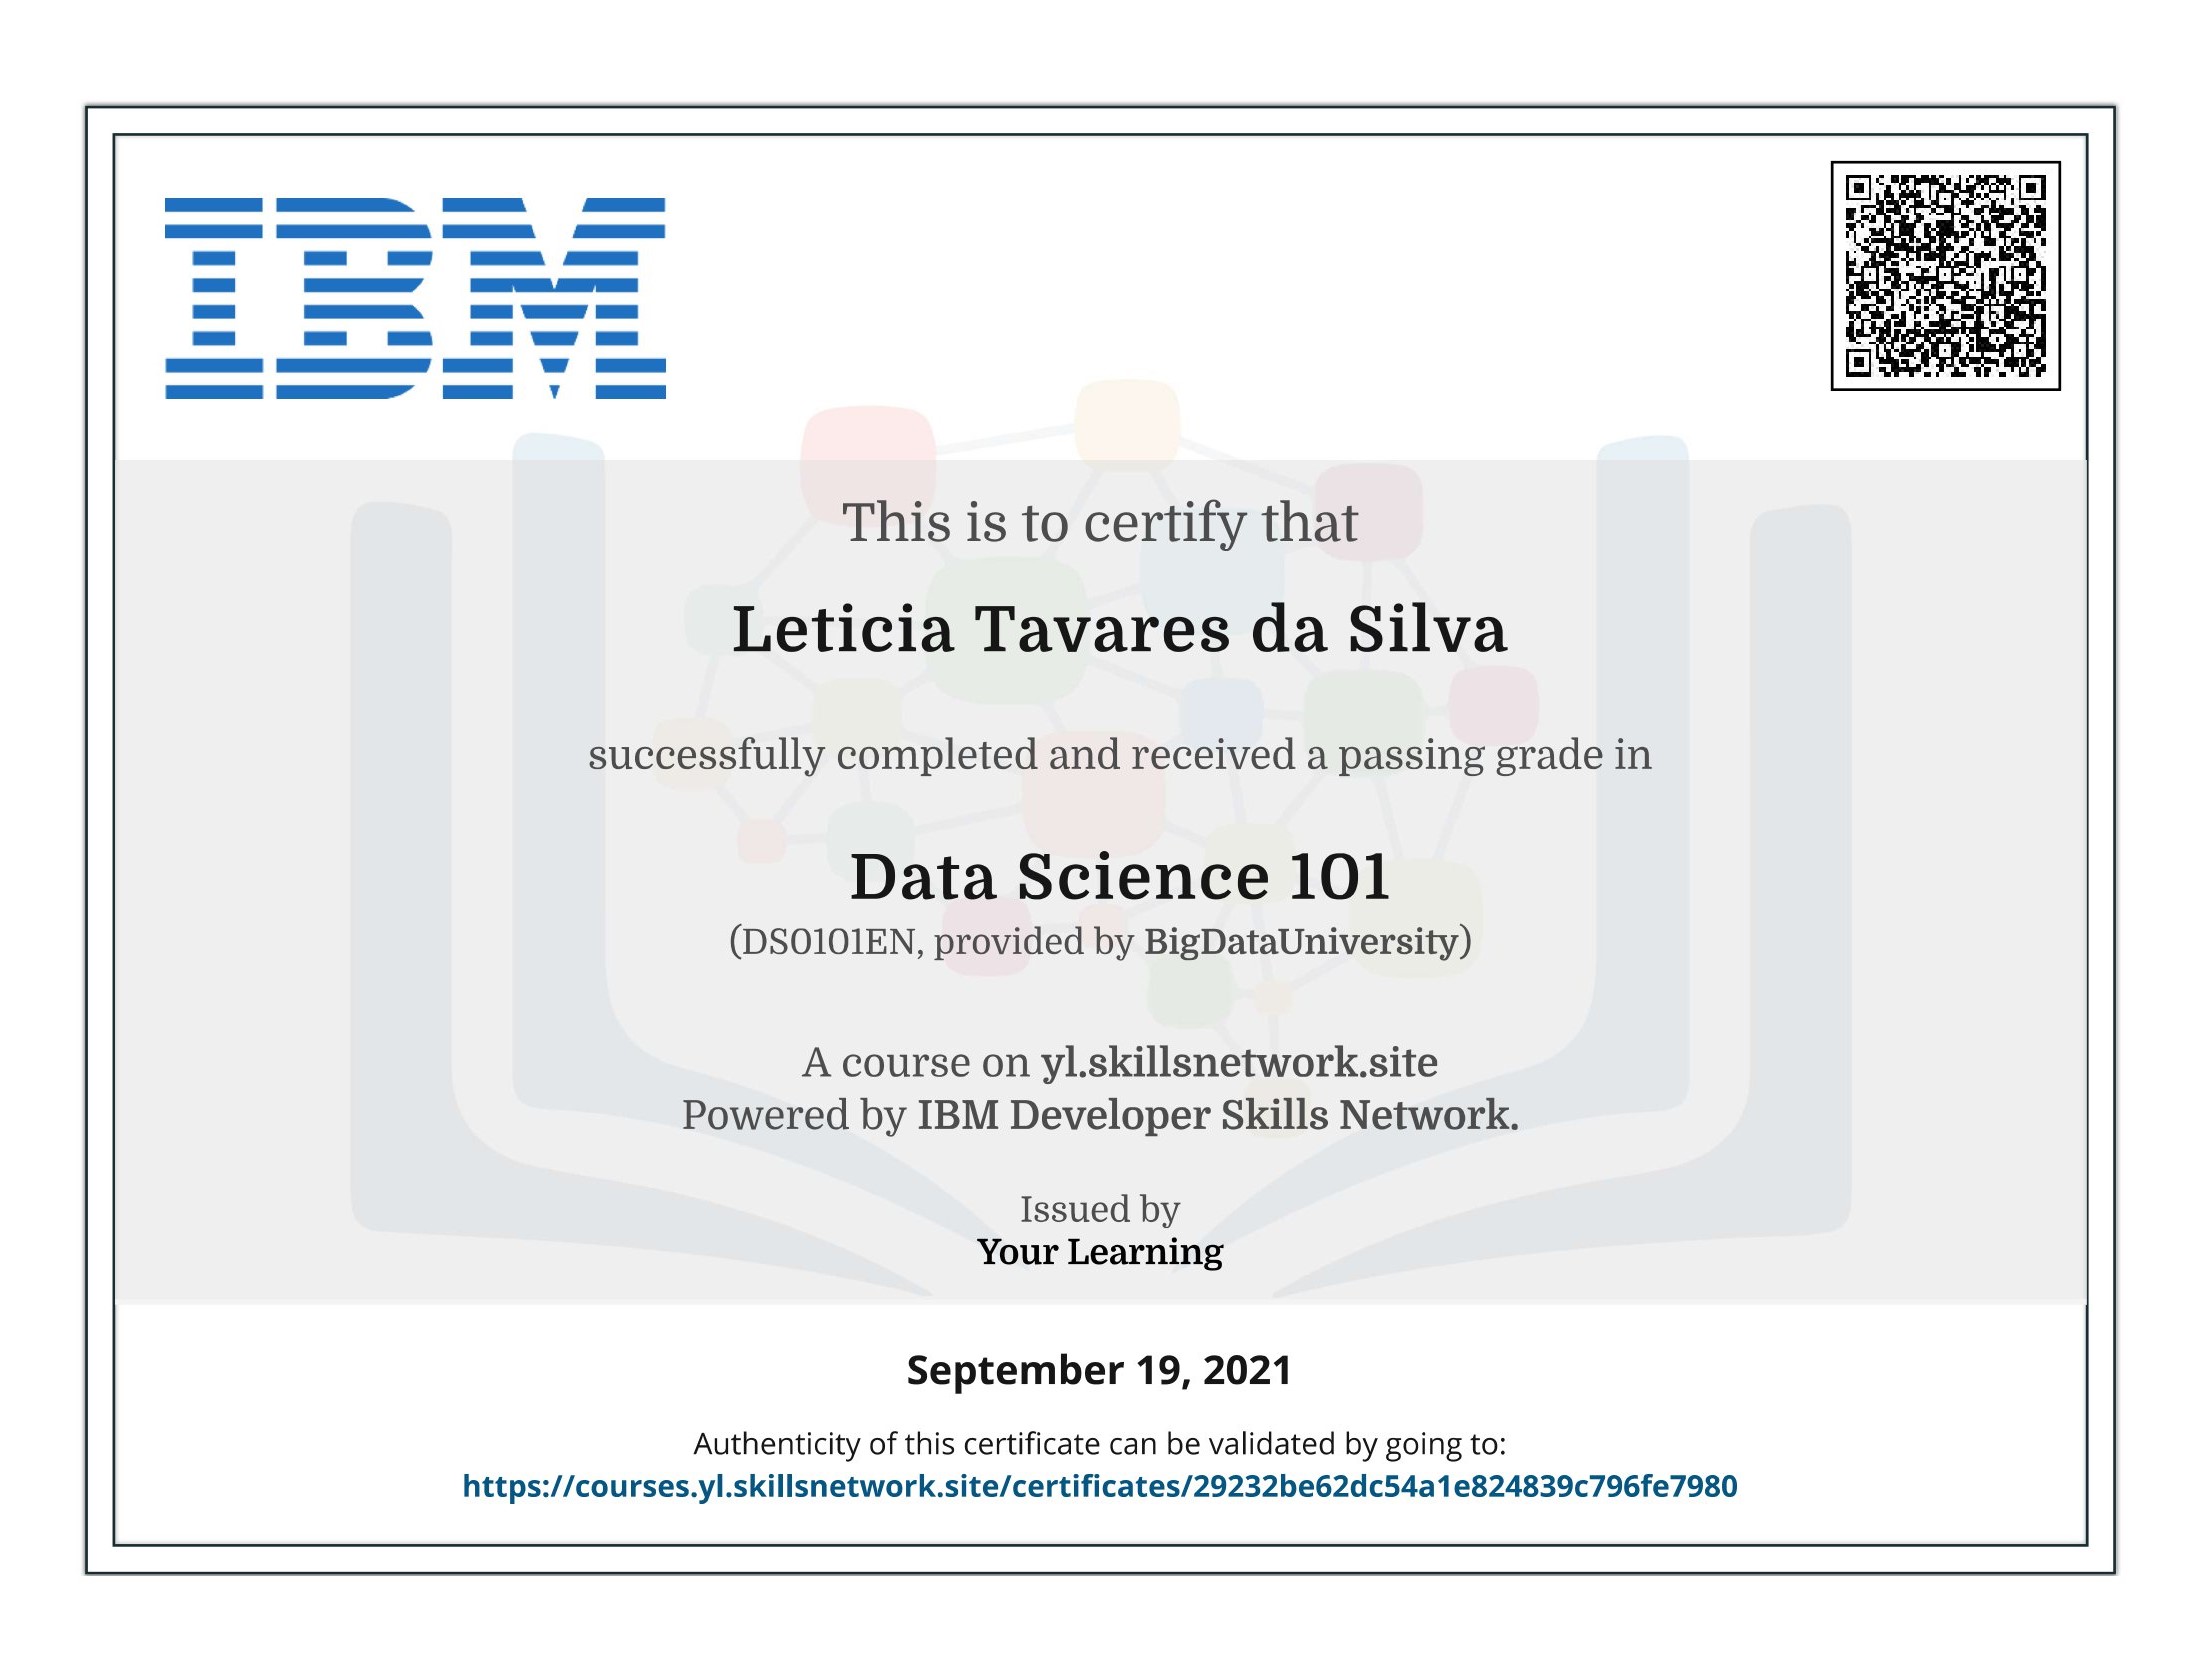 IBM
This is to certify that
Leticia Tavares da Silva
successfully completed and received a passing grade in
Data Science 101
(DS0101EN, provided by BigDataUniversity)
A course on yl.skillsnetwork.site
Powered by IBM Developer Skills Network.
Issued by
Your Learning
September 19, 2021
Authenticity of this certificate can be validated by going to:
https://courses.yl.skillsnetwork.site/certificates/29232be62dc54a1e824839c796fe7980